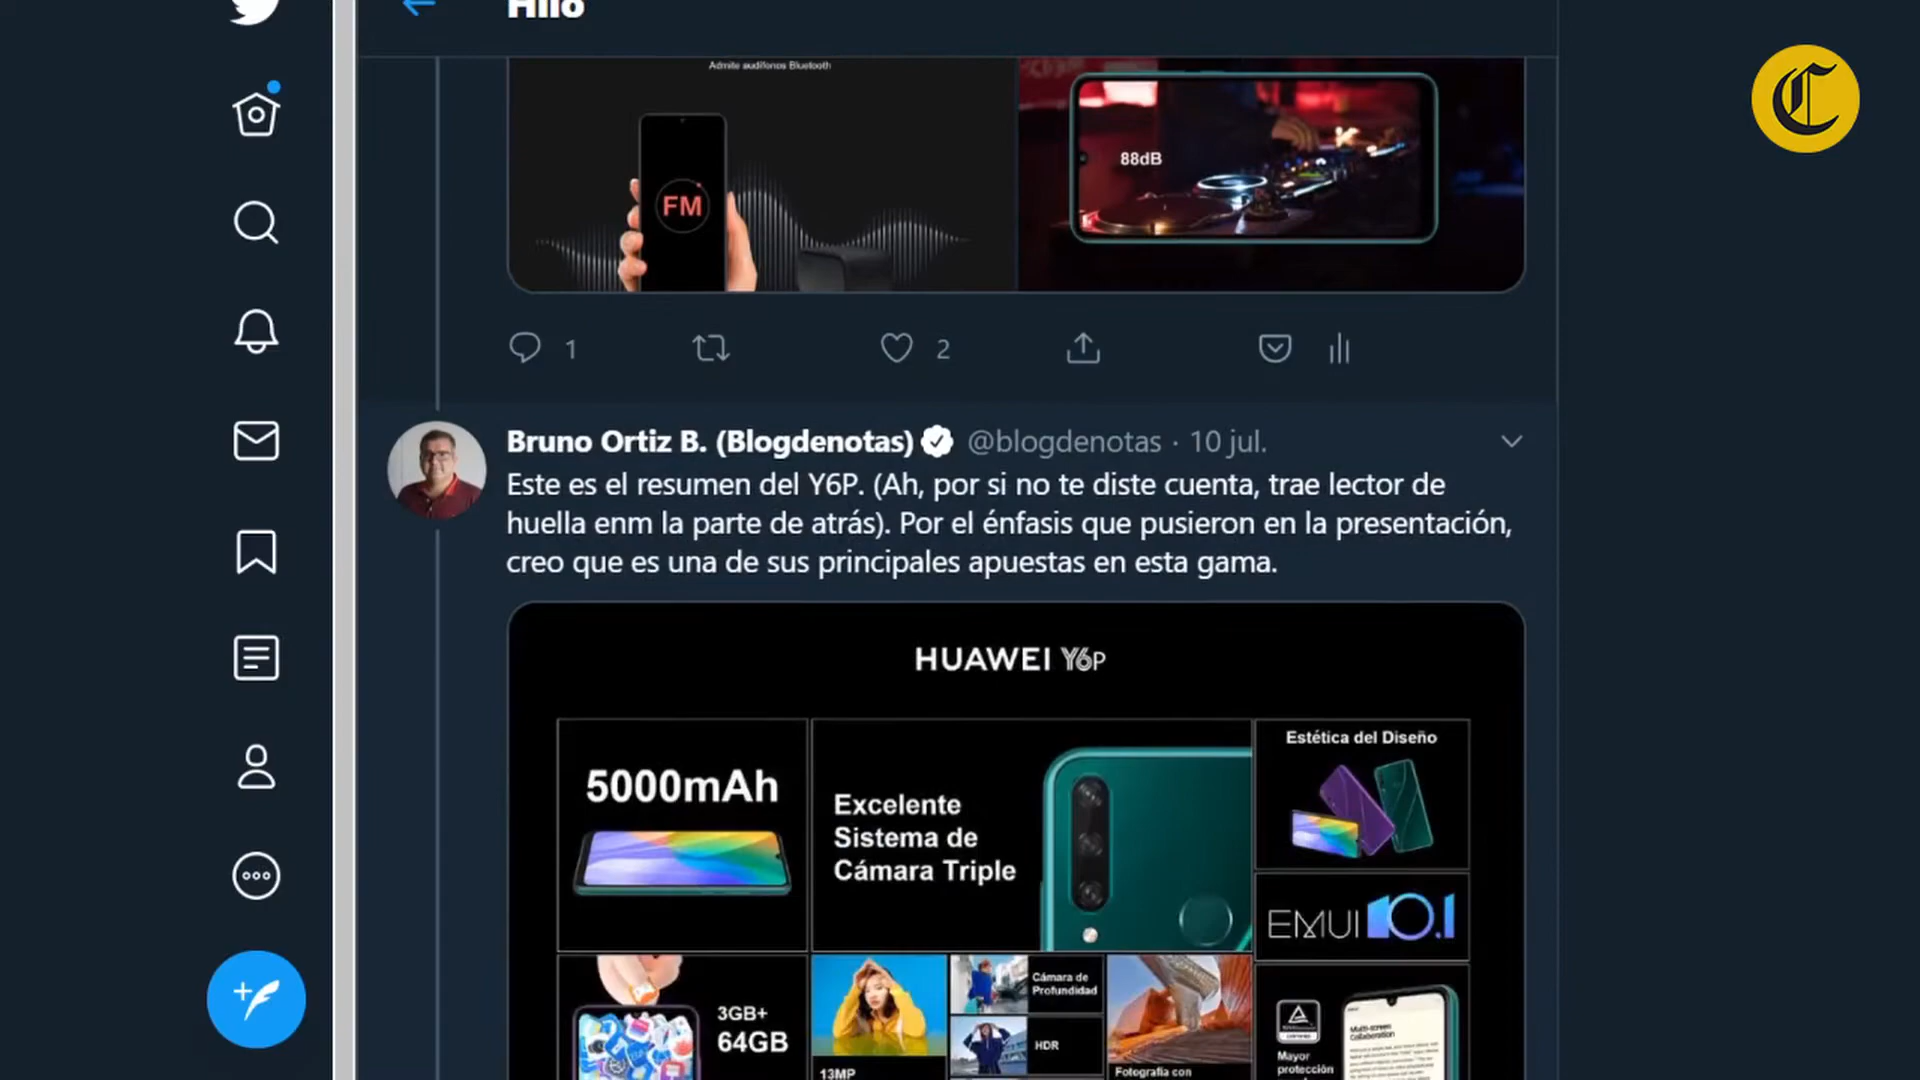 Hilo
Admite audífonos Bluetooth
FM
88dB
1
2
Bruno Ortiz B. (Blogdenotas) @blogdenotas · 10 jul.
Este es el resumen del Y6P. (Ah, por si no te diste cuenta, trae lector de
huella enm la parte de atrás). Por el énfasis que pusieron en la presentación,
creo que es una de sus principales apuestas en esta gama.
HUAWEI Y6P
5000mAh
Excelente
Sistema de
Cámara Triple
Estética del Diseño
EMUI 10.1
3GB+
64GB
13MP
Cámara de
Profundidad
HDR
Fotografía con
Mayor
protección
Multi-screen
Collaboration
C